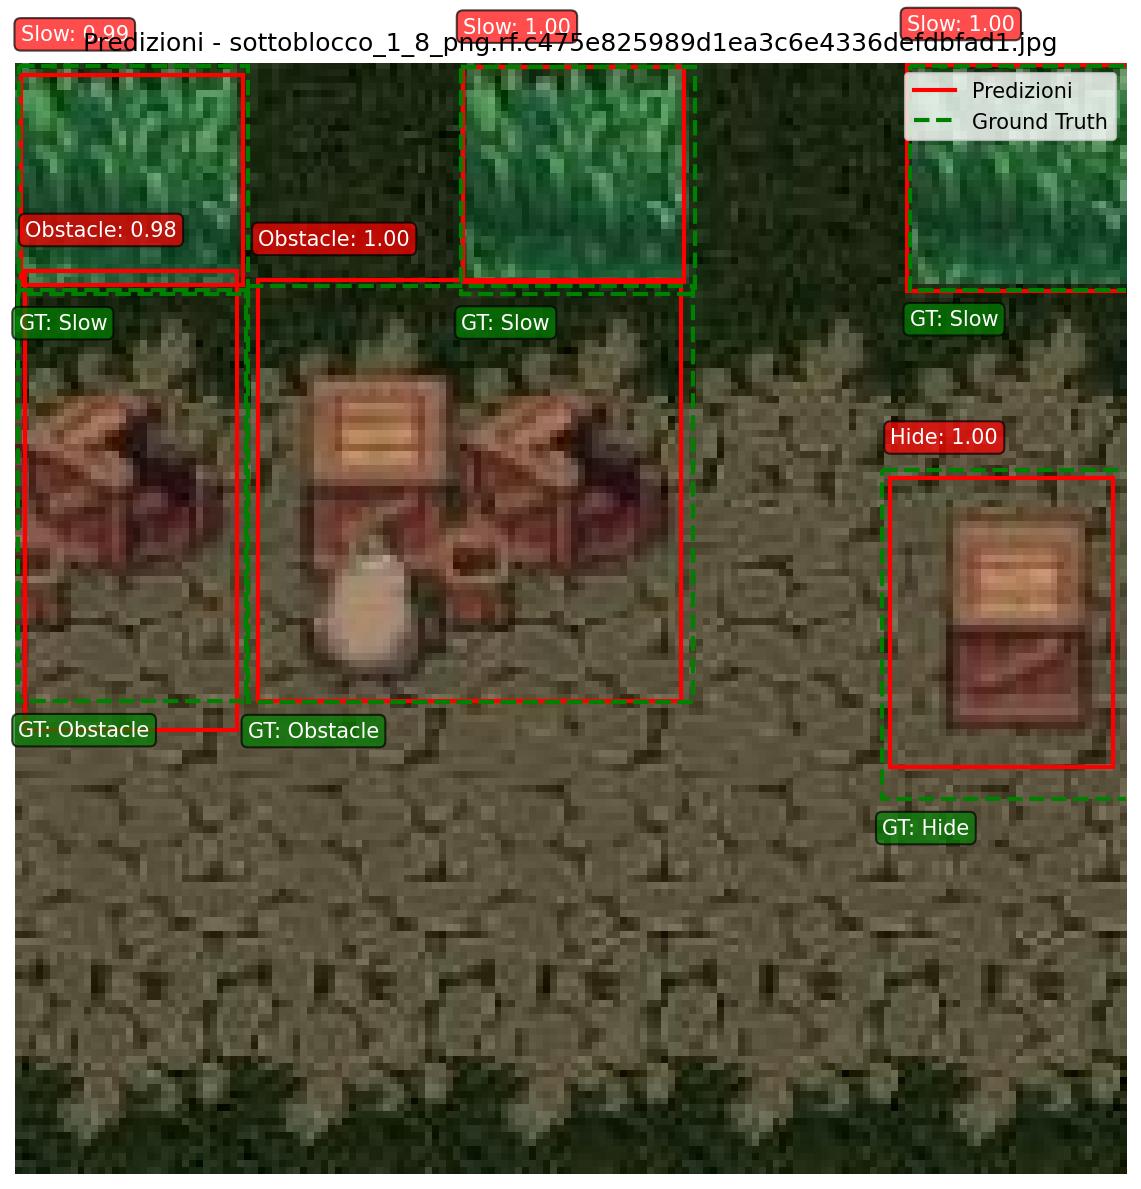 Slow: 0.99
Slow: 1.00
Slow: 1.00
Predizioni - sottoblocco_1_8_png.rf.c475e825989d1ea3c6e4336defdbfad1.jpg
Predizioni
Ground Truth
Obstacle: 0.98
Obstacle: 1.00
GT: Slow
GT: Slow
GT: Slow
Hide: 1.00
GT: Obstacle
GT: Obstacle
GT: Hide